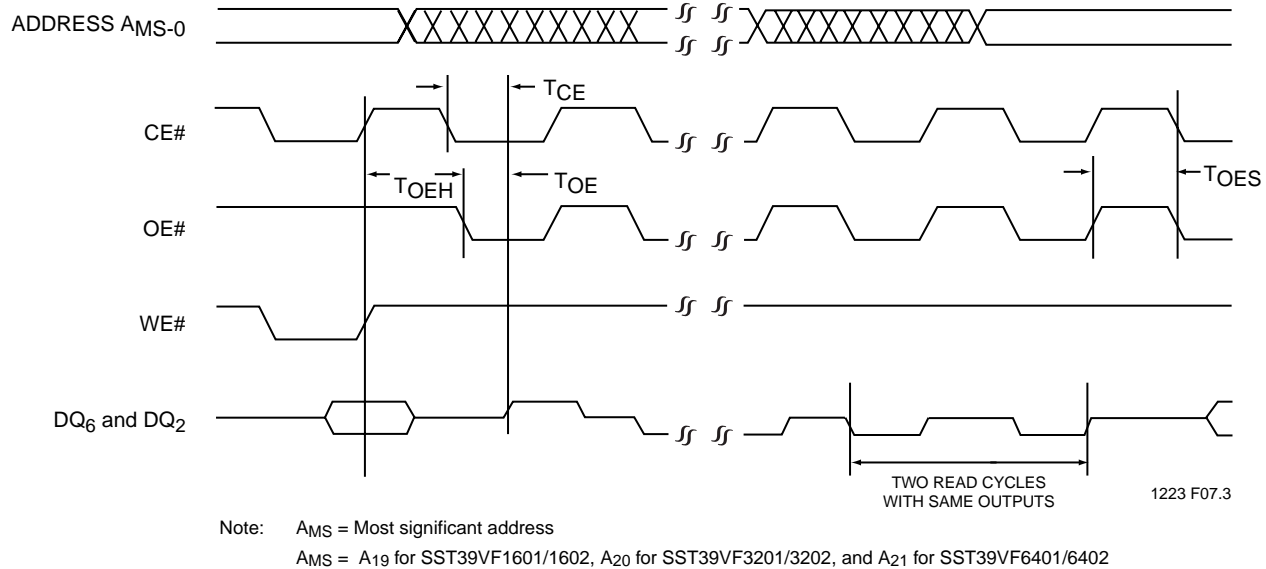 ADDRESS AMS-0
TCE
CE#
TOEH
TOE
TOES
OE#
WE#
DQ6 and DQ2
TWO READ CYCLES
WITH SAME OUTPUTS
1223 F07.3
Note: AMS = Most significant address
AMS = A19 for SST39VF1601/1602, A20 for SST39VF3201/3202, and A21 for SST39VF6401/6402